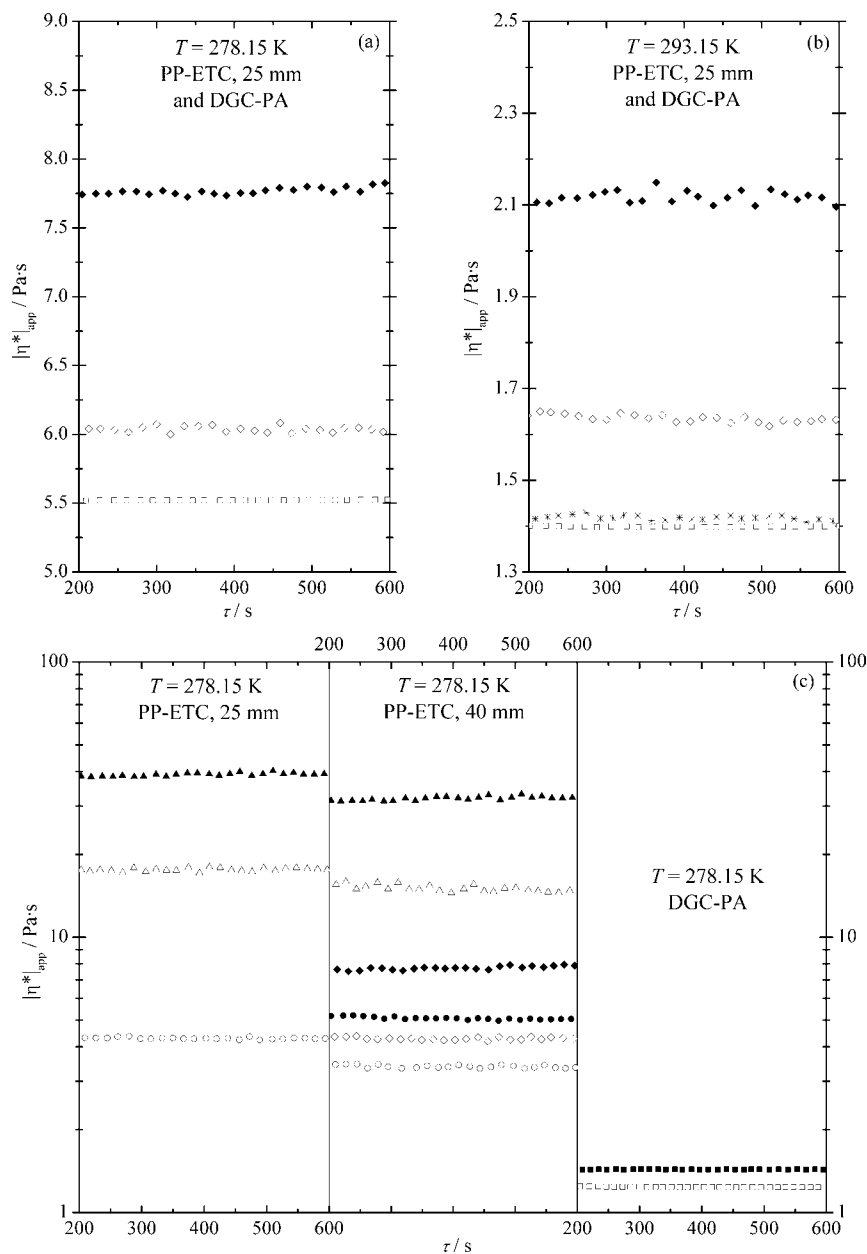 (a)
T = 278.15 K
PP-ETC, 25 mm
and DGC-PA
9.0
8.5
8.0
7.5
7.0
6.5
6.0
5.5
5.0
|η*|app / Pa·s
200 300 400 500 600
τ / s
(b)
T = 293.15 K
PP-ETC, 25 mm
and DGC-PA
2.5
2.3
2.1
1.9
1.7
1.5
1.3
|η*|app / Pa·s
200 300 400 500 600
τ / s
200 300 400 500 600
100
10
1
|η*|app / Pa·s
T = 278.15 K
PP-ETC, 25 mm
T = 278.15 K
PP-ETC, 40 mm
(c)
T = 278.15 K
DGC-PA
100
10
1
200 300 400 500 600
200 300 400 500 600
τ / s